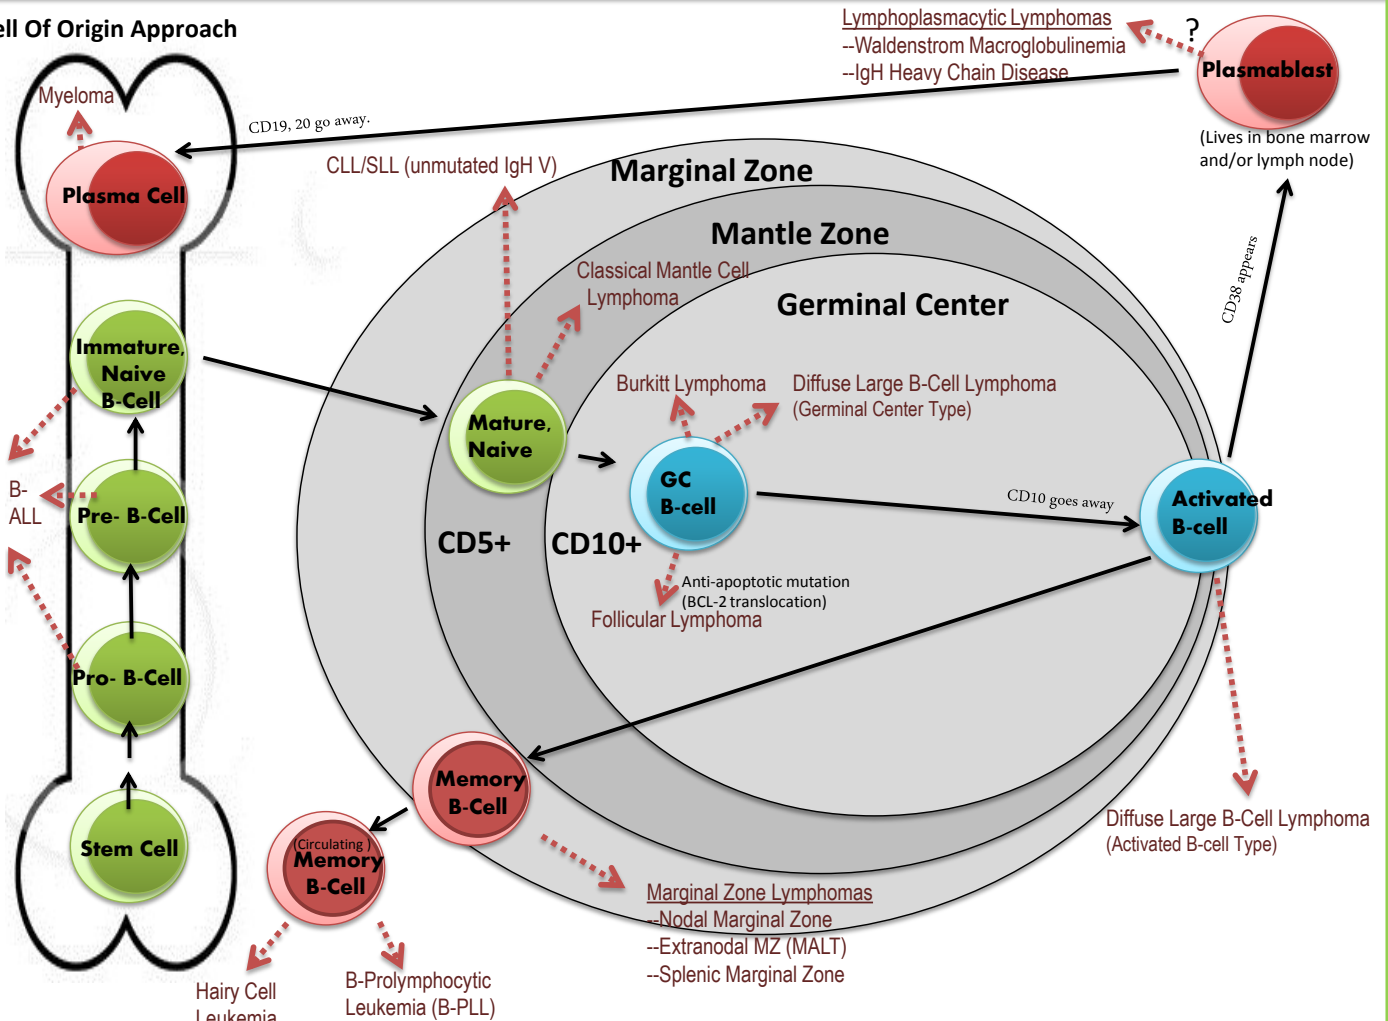 ell Of Origin Approach
Lymphoplasmacytic Lymphomas
--Waldenstrom Macroglobulinemia
--IgH Heavy Chain Disease
?
Plasmablast
(Lives in bone marrow
and/or lymph node)
Myeloma
CD19, 20 go away.
Plasma Cell
CLL/SLL (unmutated IgH V)
Marginal Zone
Mantle Zone
Classical Mantle Cell
Lymphoma
Germinal Center
CD38 appears
Immature,
Naive
B-Cell
Burkitt Lymphoma
Diffuse Large B-Cell Lymphoma
(Germinal Center Type)
Mature,
Naive
GC
B-cell
CD10 goes away
Activated
B-cell
B-
ALL
Pre- B-Cell
CD5+
CD10+
Anti-apoptotic mutation
(BCL-2 translocation)
Follicular Lymphoma
Pro- B-Cell
Memory
B-Cell
Stem Cell
(Circulating )
Memory
B-Cell
Diffuse Large B-Cell Lymphoma
(Activated B-cell Type)
Marginal Zone Lymphomas
--Nodal Marginal Zone
--Extranodal MZ (MALT)
--Splenic Marginal Zone
Hairy Cell
Leukemia
B-Prolymphocytic
Leukemia (B-PLL)